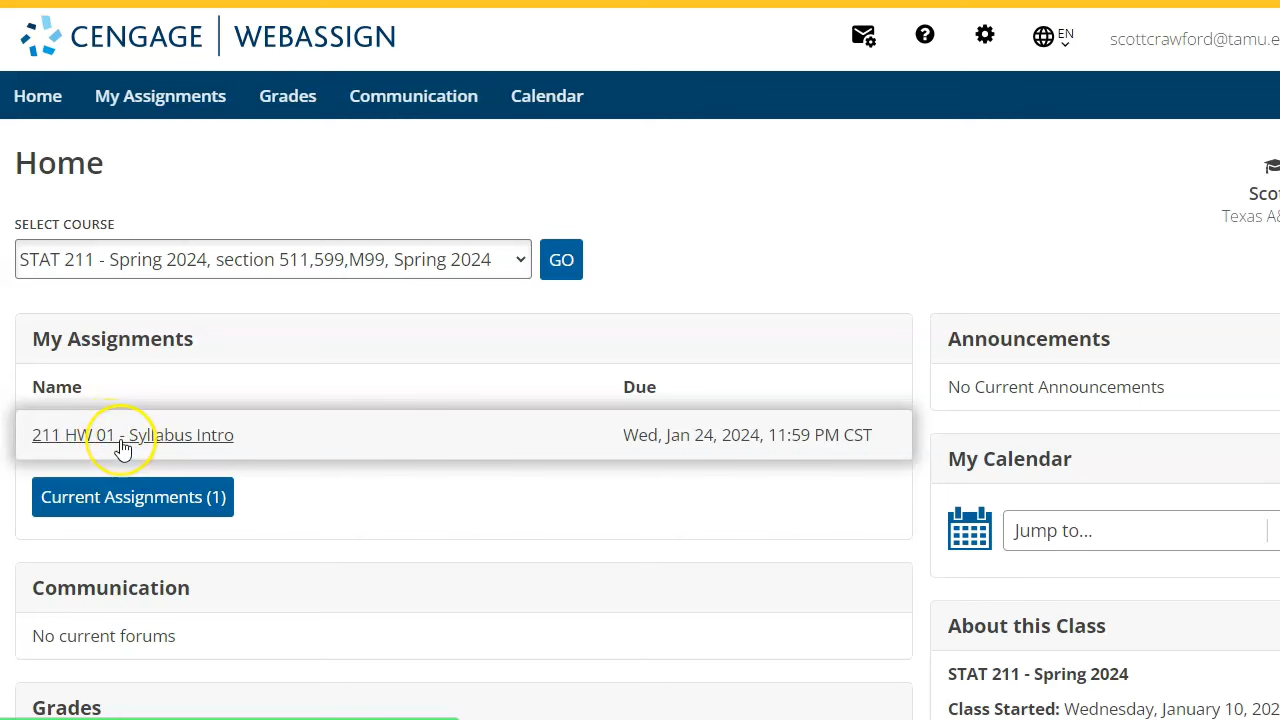 CENGAGE | WEBASSIGN
EN
scottcrawford@tamu.e
Home
My Assignments
Grades
Communication
Calendar
Home
Sco
Texas A&
SELECT COURSE
STAT 211 - Spring 2024, section 511,599,M99, Spring 2024
GO
My Assignments
Name
Due
211 HW 01 - Syllabus Intro
Wed, Jan 24, 2024, 11:59 PM CST
Current Assignments (1)
Communication
No current forums
Grades
Announcements
No Current Announcements
My Calendar
Jump to...
About this Class
STAT 211 - Spring 2024
Class Started: Wednesday, January 10, 202